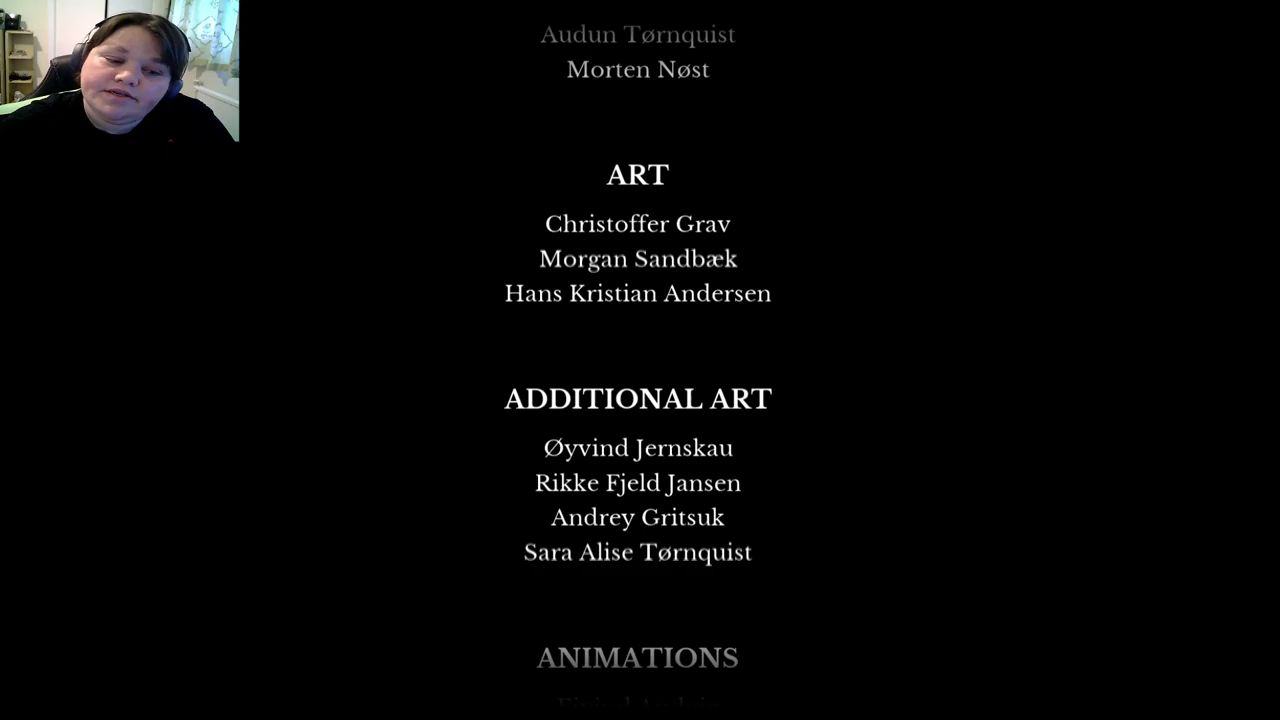 Audun Tørnquist
Morten Nøst
ART
Christoffer Grav
Morgan Sandbæk
Hans Kristian Andersen
ADDITIONAL ART
Øyvind Jernskau
Rikke Fjeld Jansen
Andrey Gritsuk
Sara Alise Tørnquist
ANIMATIONS